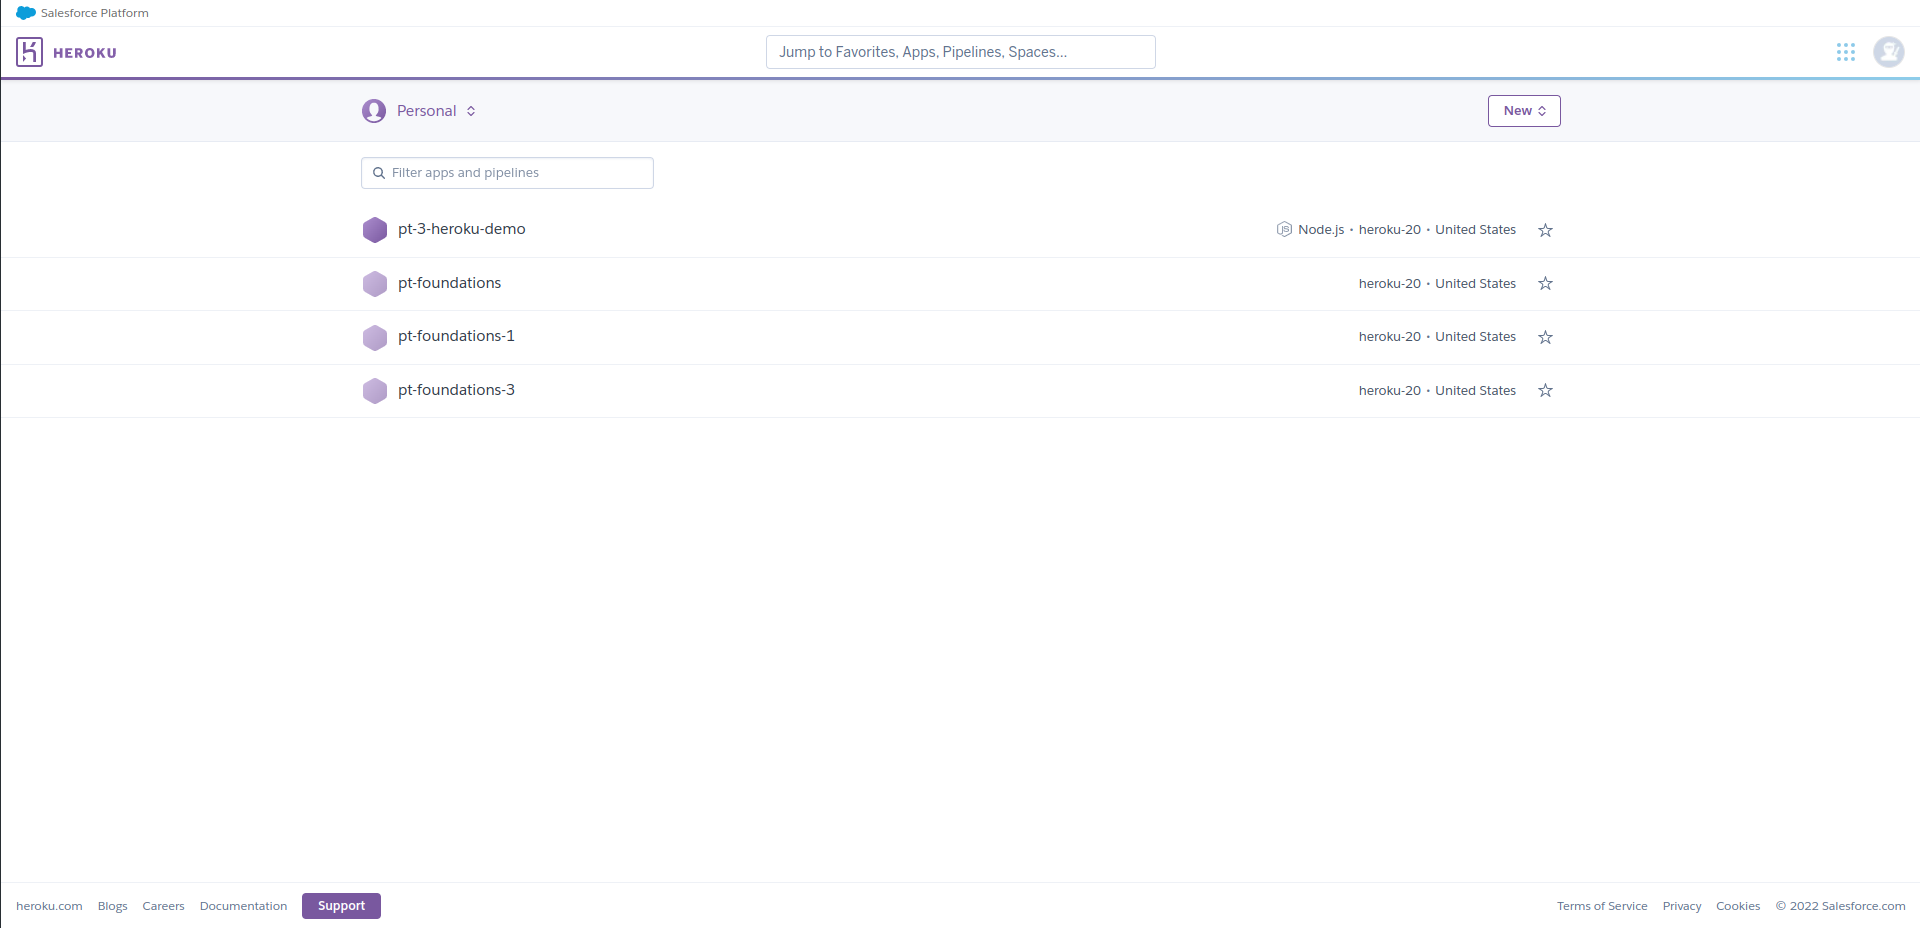 Salesforce Platform
HEROKU
Jump to Favorites, Apps, Pipelines, Spaces...
Personal
New
Filter apps and pipelines
pt-3-heroku-demo Node.js • heroku-20 • United States
pt-foundations heroku-20 • United States
pt-foundations-1 heroku-20 • United States
pt-foundations-3 heroku-20 • United States
heroku.com Blogs Careers Documentation Support Terms of Service Privacy Cookies © 2022 Salesforce.com